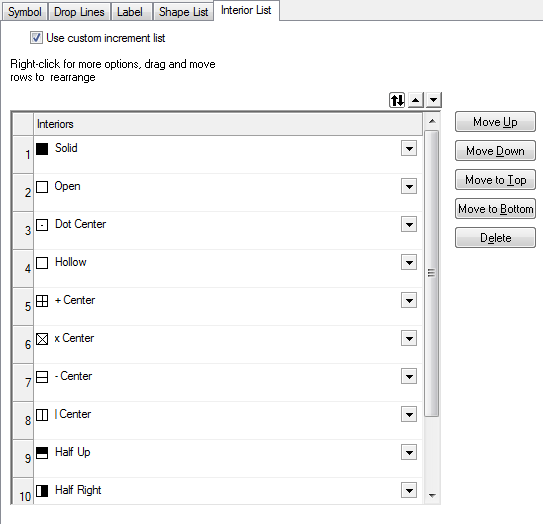 Symbol Drop Lines Label Shape List Interior List
Use custom increment list
Right-click for more options, drag and move
rows to rearrange
Interiors
1 Solid
2 Open
3 Dot Center
4 Hollow
5 + Center
6 x Center
7 - Center
8 | Center
9 Half Up
10 Half Right
Move Up
Move Down
Move to Top
Move to Bottom
Delete